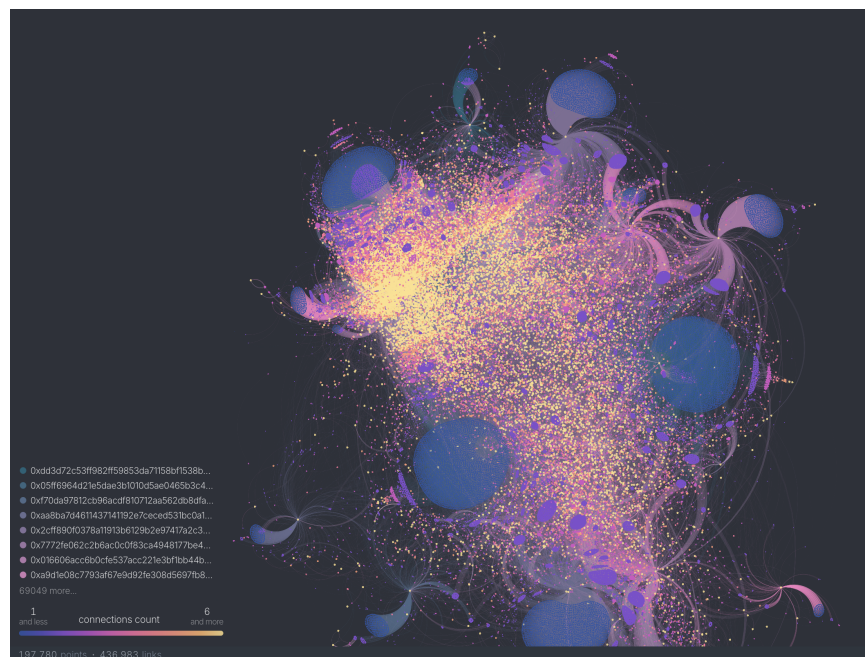 0xdd3d72c53ff982ff59853da71158bf1538b...
0x05ff6964d21e5dae3b1010d5ae0465b3c4...
0xf70da97812cb96acdf810712aa562db8dfa...
0xaa8ba7d4611437141192e7ceced531bc0a1...
0x2cff890f0378a11913b6129b2e97417a2c3...
0x7772fe062c2b6ac0c0f83ca4948177be4...
0x016606acc6b0cfe537acc221e3bf1bb44b...
0xa9d1e08c7793af67e9d92fe308d5697fb8...
69049 more...
1 6
and less connections count and more
197,780 points · 436,983 links